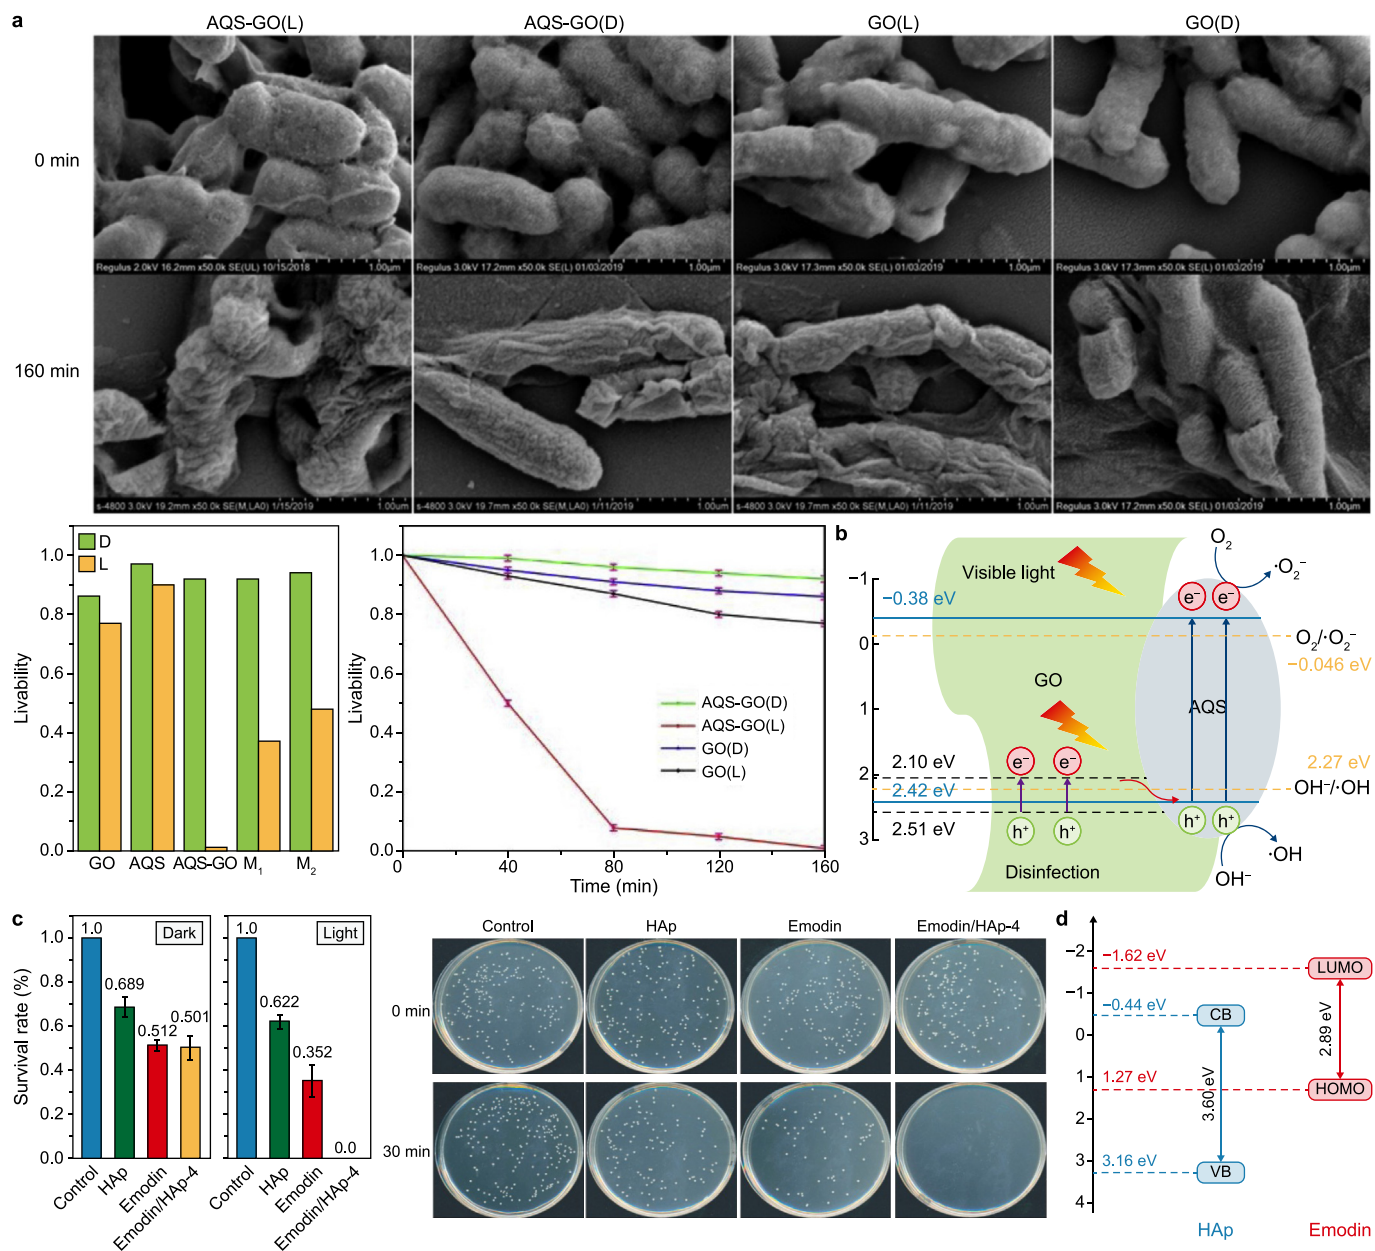 a
AQS-GO(L) AQS-GO(D) GO(L) GO(D)
0 min
Regulus 2.0kV 16.2mm x50.0k SE(UL) 10/15/2018 1.00µm
Regulus 3.0kV 17.2mm x50.0k SE(L) 01/03/2019 1.00µm
Regulus 3.0kV 17.3mm x50.0k SE(L) 01/03/2019 1.00µm
Regulus 3.0kV 17.3mm x50.0k SE(L) 01/03/2019 1.00µm
160 min
s-4800 3.0kV 19.2mm x50.0k SE(M,LA0) 1/15/2019 1.00µm
s-4800 3.0kV 19.7mm x50.0k SE(M,LA0) 1/11/2019 1.00µm
s-4800 3.0kV 19.7mm x50.0k SE(M,LA0) 1/11/2019 1.00µm
1.00µm
D
L
Livability
1.0
0.8
0.6
0.4
0.2
0.0
GO AQS AQS-GO M₁ M₂
Livability
1.0
0.8
0.6
0.4
0.2
0.0
AQS-GO(D)
AQS-GO(L)
GO(D)
GO(L)
0 40 80 120 160
Time (min)
b
Visible light
O₂
·O₂⁻
e⁻ e⁻
−1
−0.38 eV
0
O₂/·O₂⁻
−0.046 eV
GO
AQS
1
2.10 eV
e⁻ e⁻
2.27 eV
2
2.42 eV
OH⁻/·OH
2.51 eV
h⁺ h⁺
h⁺ h⁺
3
·OH
OH⁻
Disinfection
c
Survival rate (%)
1.0
0.8
0.6
0.4
0.2
0.0
Dark
1.0
0.689
0.512
0.501
Control
HAp
Emodin
Emodin/HAp-4
Light
1.0
0.622
0.352
0.0
Control
HAp
Emodin
Emodin/HAp-4
Control HAp Emodin Emodin/HAp-4
0 min
30 min
d
−2
−1
0
1
2
3
4
−1.62 eV
LUMO
−0.44 eV
CB
2.89 eV
1.27 eV
HOMO
3.60 eV
3.16 eV
VB
HAp Emodin